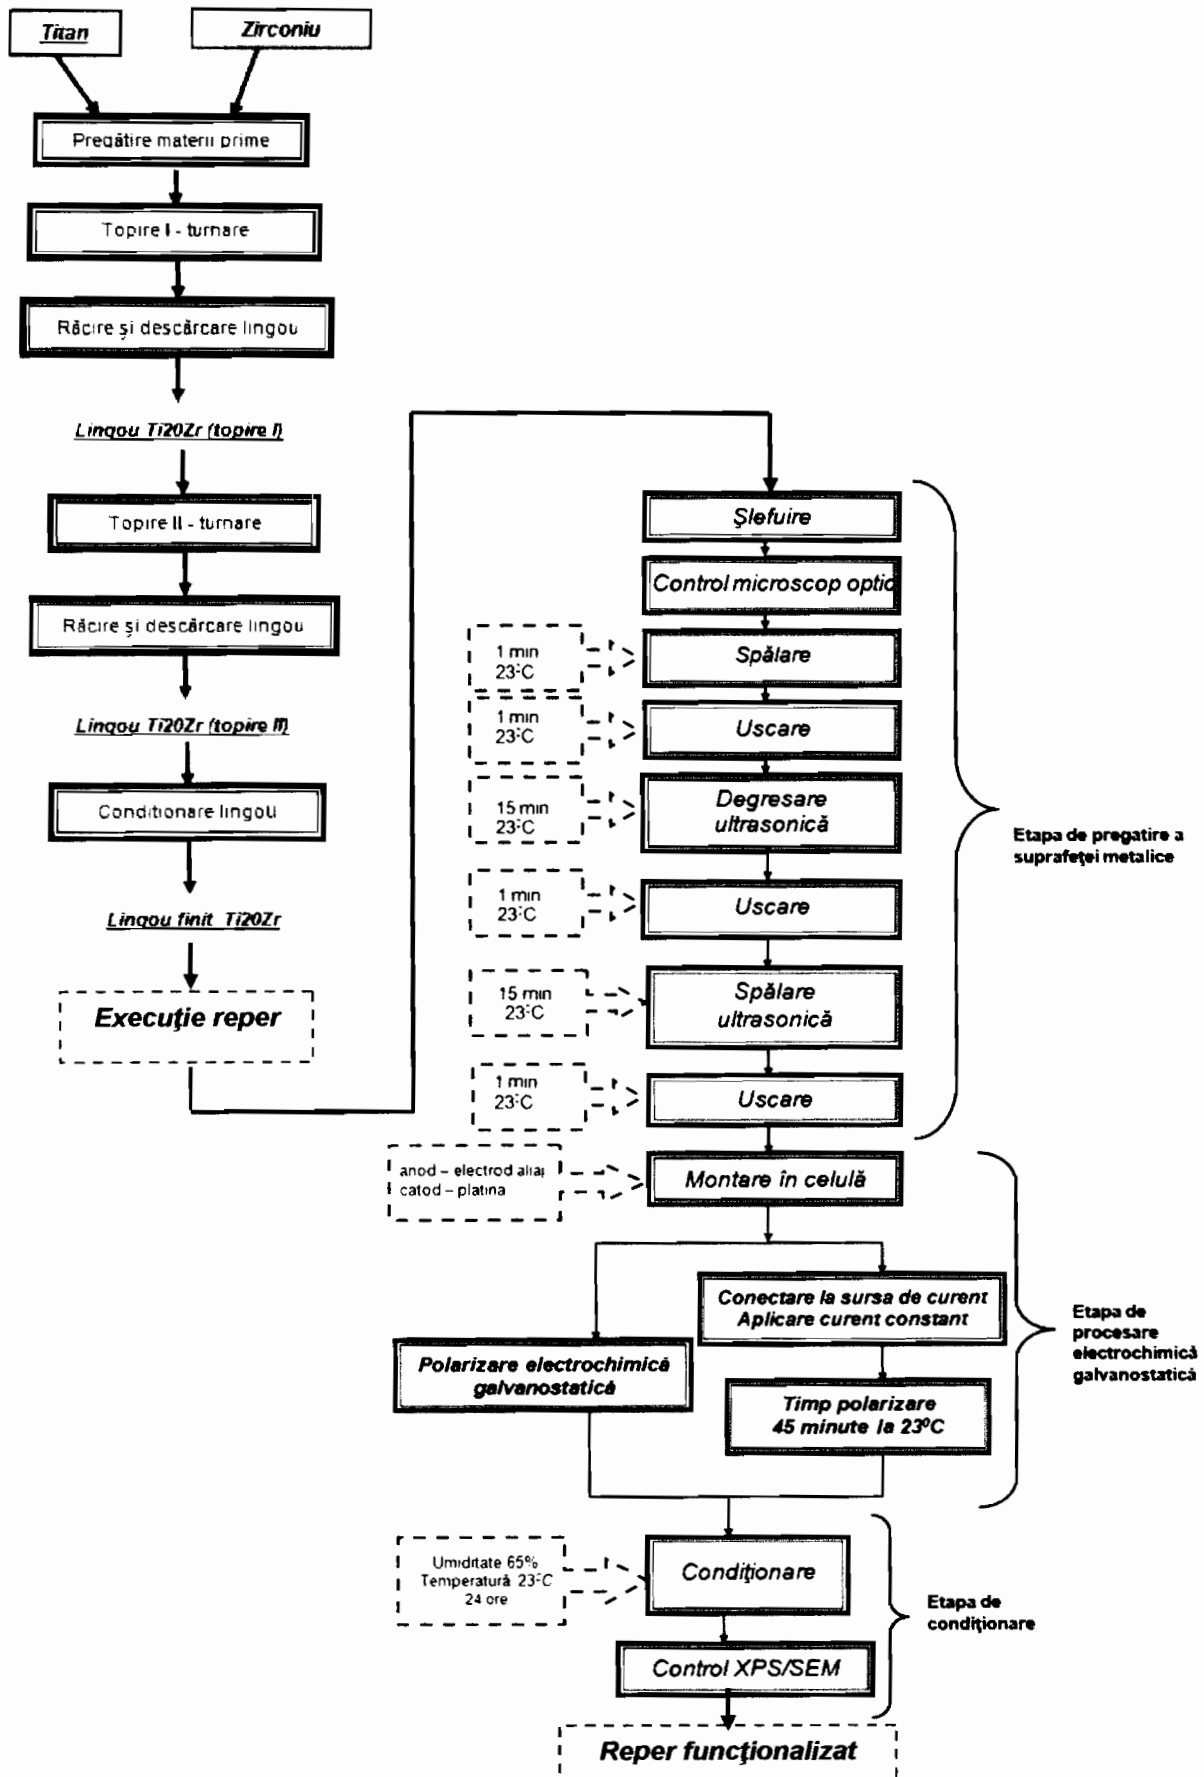 Titan
Zirconiu
Pregătire materii prime
Topire I - turnare
Răcire şi descărcare lingou
Lingou Ti20Zr (topire I)
Topire II - turnare
Răcire şi descărcare lingou
Lingou Ti20Zr (topire II)
Conditionare lingou
Lingou finit Ti20Zr
Execuţie reper
Şlefuire
Control microscop optic
1 min
23°C
Spălare
1 min
23°C
Uscare
15 min
23°C
Degresare
ultrasonică
1 min
23°C
Uscare
15 min
23°C
Spălare
ultrasonică
1 min
23°C
Uscare
Etapa de pregatire a
suprafeţei metalice
anod – electrod aliaj
catod – platina
Montare în celulă
Conectare la sursa de curent
Aplicare curent constant
Polarizare electrochimică
galvanostatică
Timp polarizare
45 minute la 23⁰C
Etapa de
procesare
electrochimică
galvanostatică
Umiditate 65%
Temperatură 23°C
24 ore
Condiţionare
Control XPS/SEM
Etapa de
condiţionare
Reper funcţionalizat